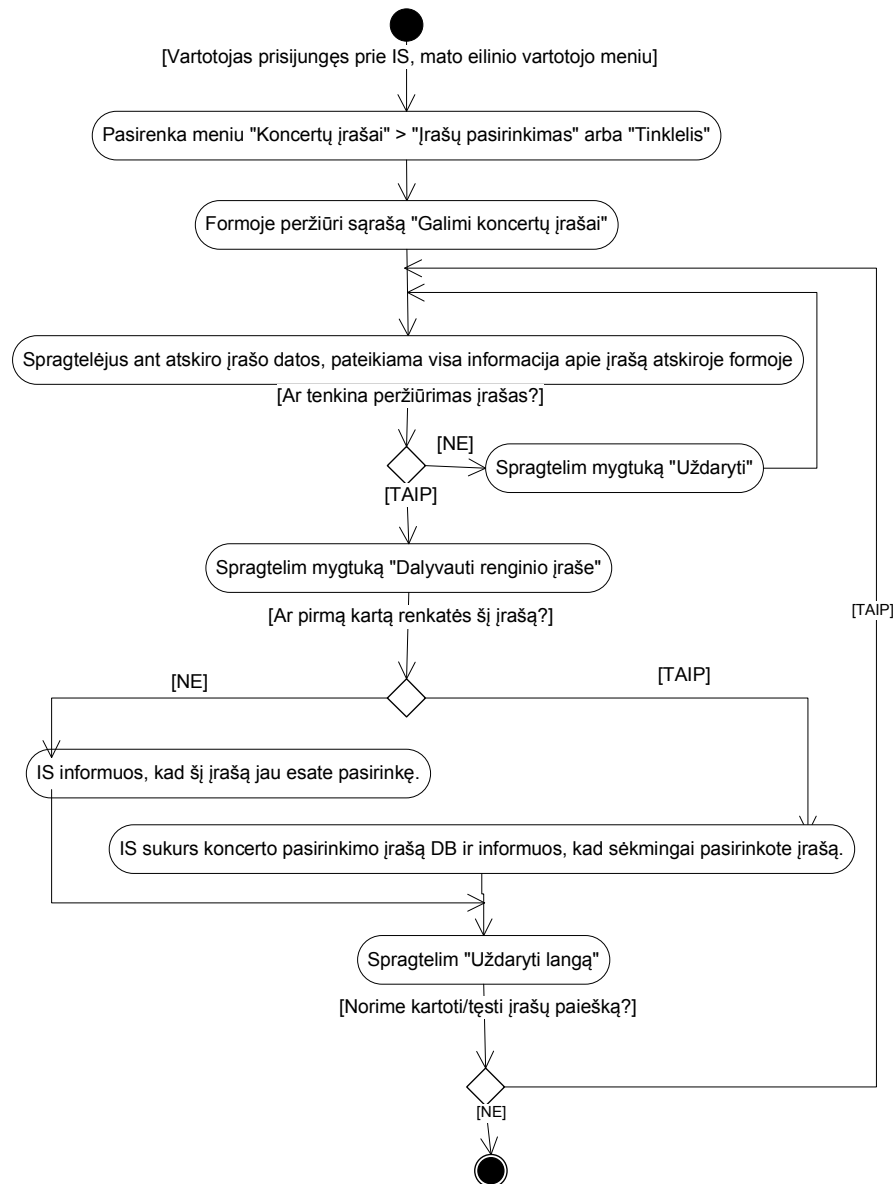 [Vartotojas prisijungęs prie IS, mato eilinio vartotojo meniu]
Pasirenka meniu "Koncertų įrašai" > "Įrašų pasirinkimas" arba "Tinklelis"
Formoje peržiūri sąrašą "Galimi koncertų įrašai"
Spragtelėjus ant atskiro įrašo datos, pateikiama visa informacija apie įrašą atskiroje formoje
[Ar tenkina peržiūrimas įrašas?]
[NE]
Spragtelim mygtuką "Uždaryti"
[TAIP]
Spragtelim mygtuką "Dalyvauti renginio įraše"
[Ar pirmą kartą renkatės šį įrašą?]
[TAIP]
[NE]
[TAIP]
IS informuos, kad šį įrašą jau esate pasirinkę.
IS sukurs koncerto pasirinkimo įrašą DB ir informuos, kad sėkmingai pasirinkote įrašą.
Spragtelim "Uždaryti langą"
[Norime kartoti/tęsti įrašų paiešką?]
[NE]